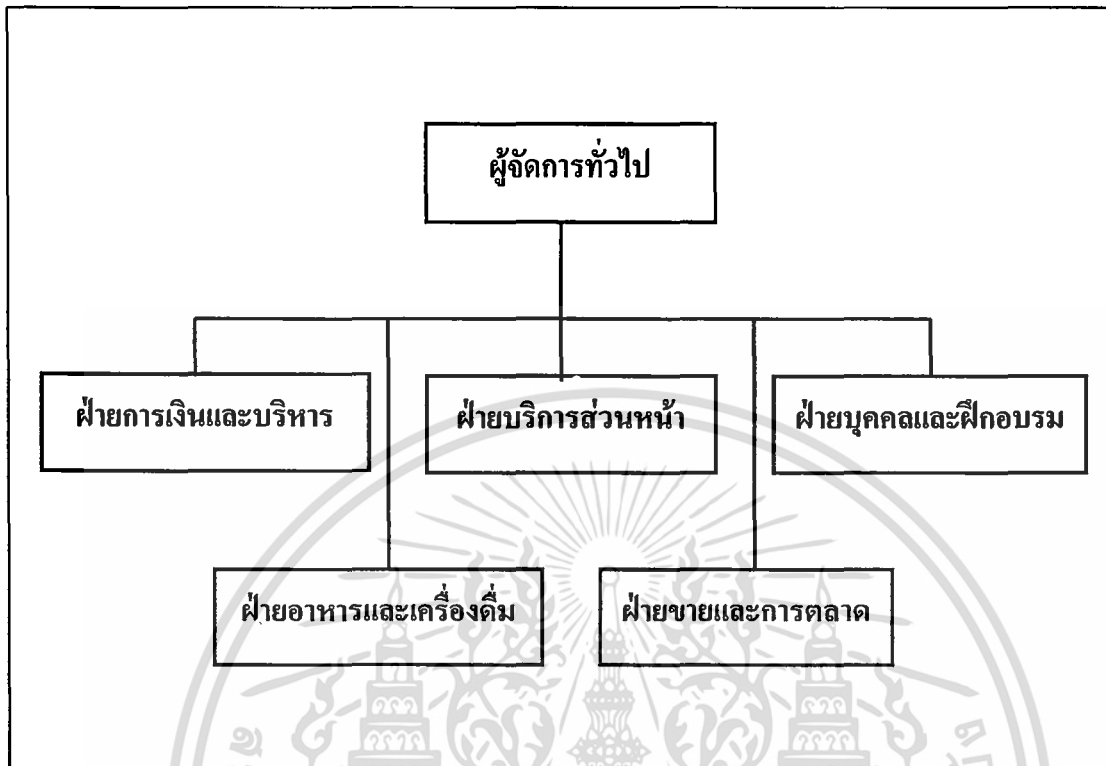 ผู้จัดการทั่วไป
ฝ่ายการเงินและบริหาร
ฝ่ายบริการส่วนหน้า
ฝ่ายบุคคลและฝึกอบรม
ฝ่ายอาหารและเครื่องดื่ม
ฝ่ายขายและการตลาด